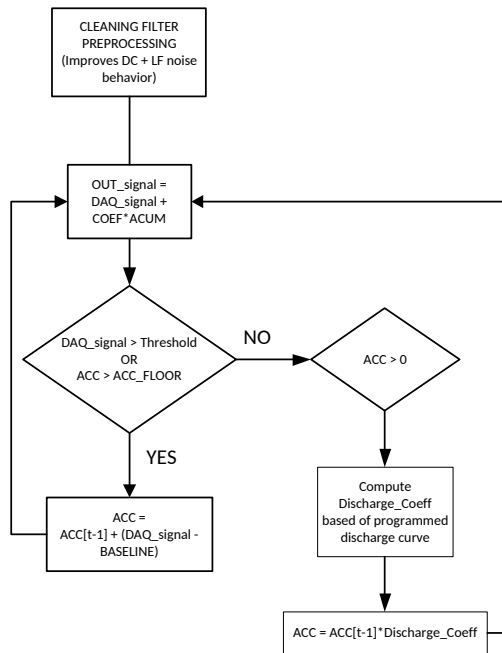 CLEANING FILTER
PREPROCESSING
(Improves DC + LF noise
behavior)
OUT_signal =
DAQ_signal +
COEF*ACUM
DAQ_signal > Threshold
OR
ACC > ACC_FLOOR
NO
ACC > 0
YES
ACC =
ACC[t-1] + (DAQ_signal -
BASELINE)
Compute
Discharge_Coeff
based of programmed
discharge curve
ACC = ACC[t-1]*Discharge_Coeff